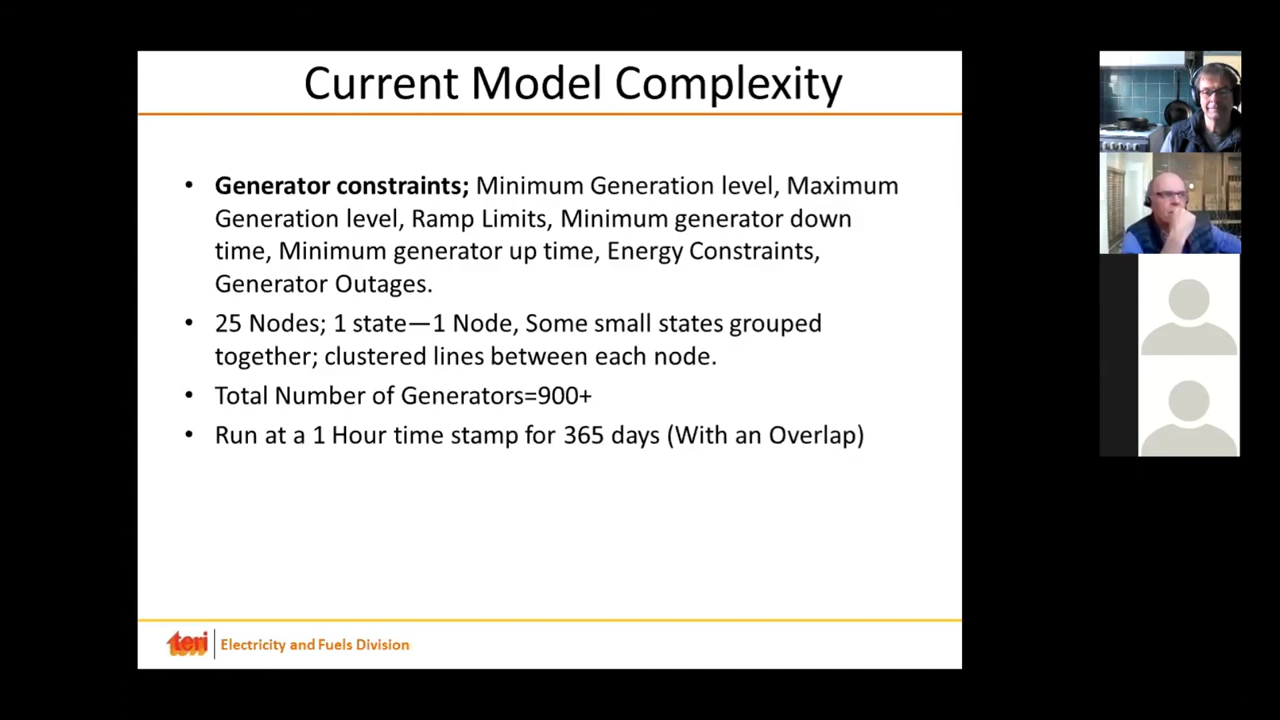 Current Model Complexity
• Generator constraints; Minimum Generation level, Maximum
Generation level, Ramp Limits, Minimum generator down
time, Minimum generator up time, Energy Constraints,
Generator Outages.
• 25 Nodes; 1 state—1 Node, Some small states grouped
together; clustered lines between each node.
• Total Number of Generators=900+
• Run at a 1 Hour time stamp for 365 days (With an Overlap)
teri Electricity and Fuels Division